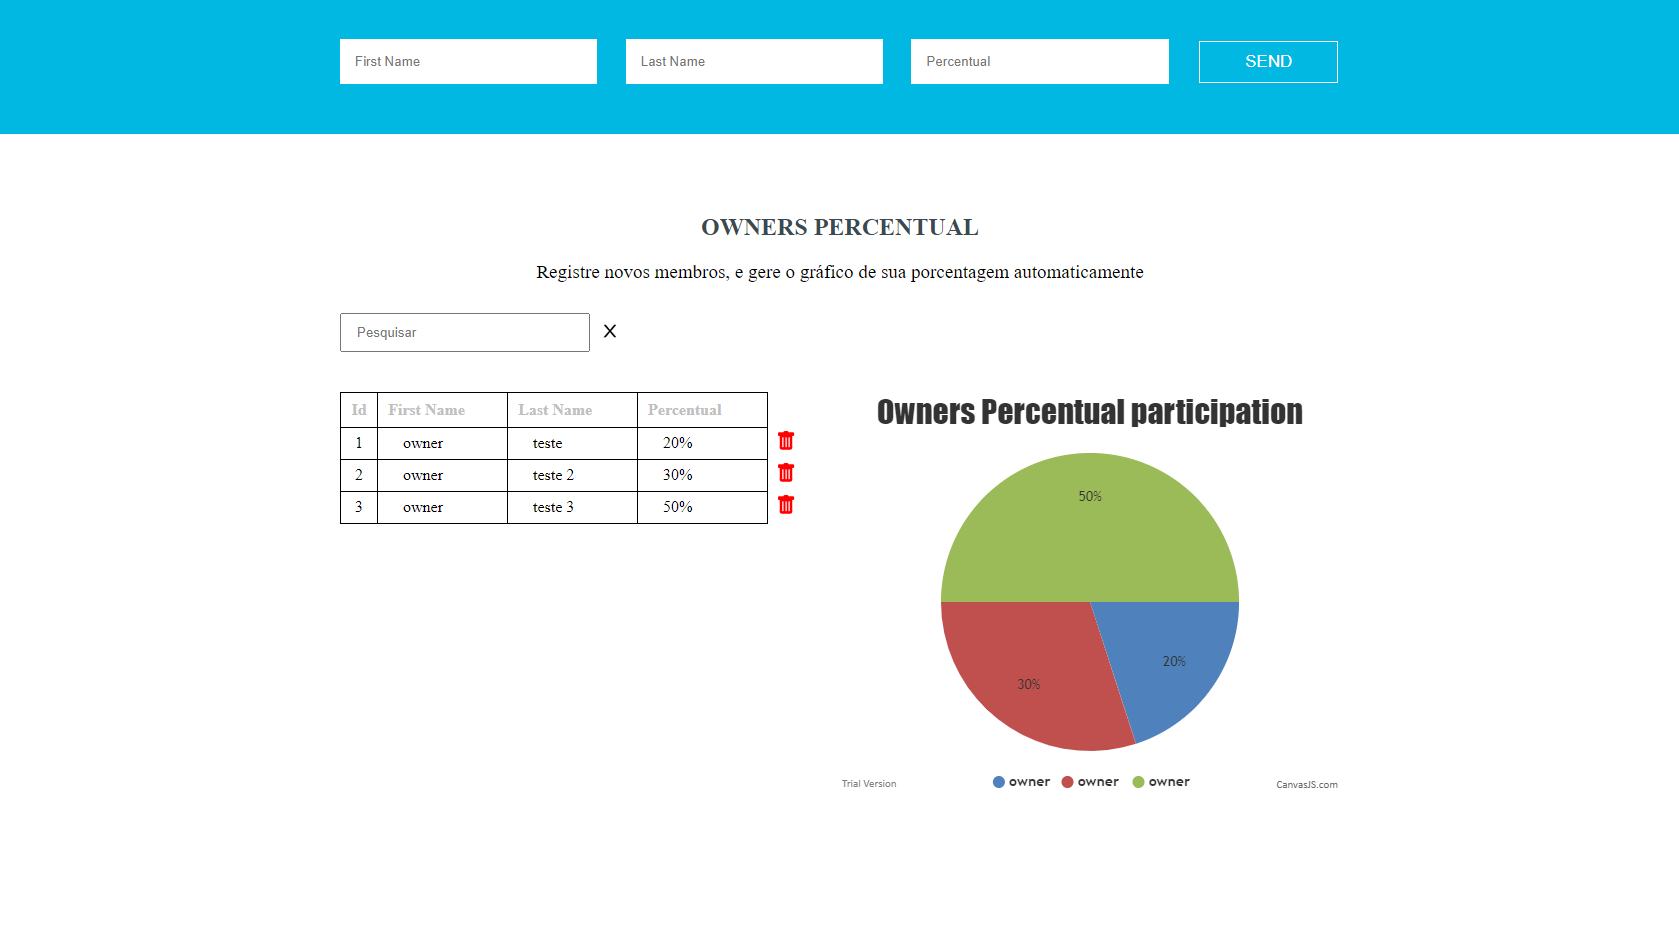 First Name Last Name Percentual SEND
OWNERS PERCENTUAL
Registre novos membros, e gere o gráfico de sua porcentagem automaticamente
Pesquisar X
Id First Name Last Name Percentual
1 owner teste 20%
2 owner teste 2 30%
3 owner teste 3 50%
Owners Percentual participation
50%
20%
30%
Trial Version
owner owner owner
CanvasJS.com